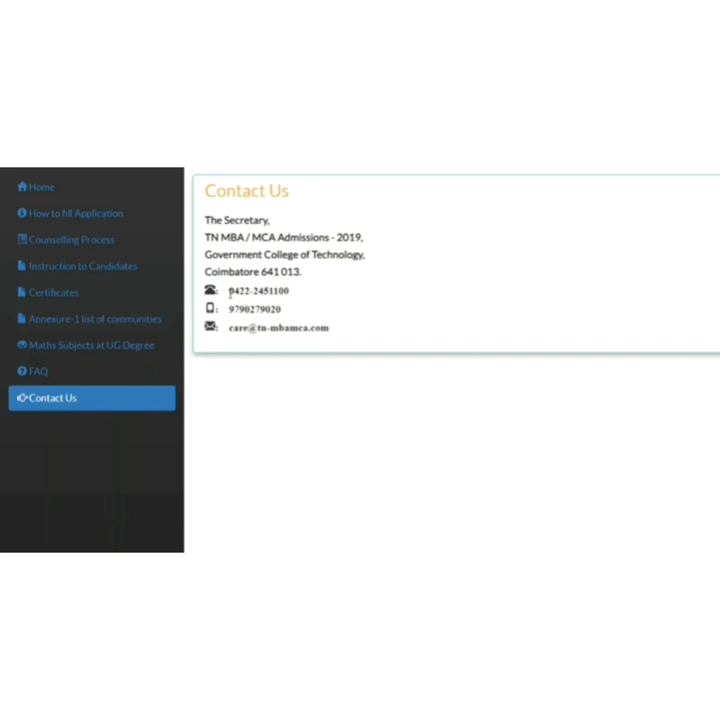 Home
How to fill Application
Counselling Process
Instruction to Candidates
Certificates
Annexure-1 list of communities
Maths Subjects at UG Degree
FAQ
Contact Us
Contact Us
The Secretary,
TN MBA / MCA Admissions - 2019,
Government College of Technology,
Coimbatore 641 013.
: 0422-2451100
: 9790279020
: care@tn-mbamca.com